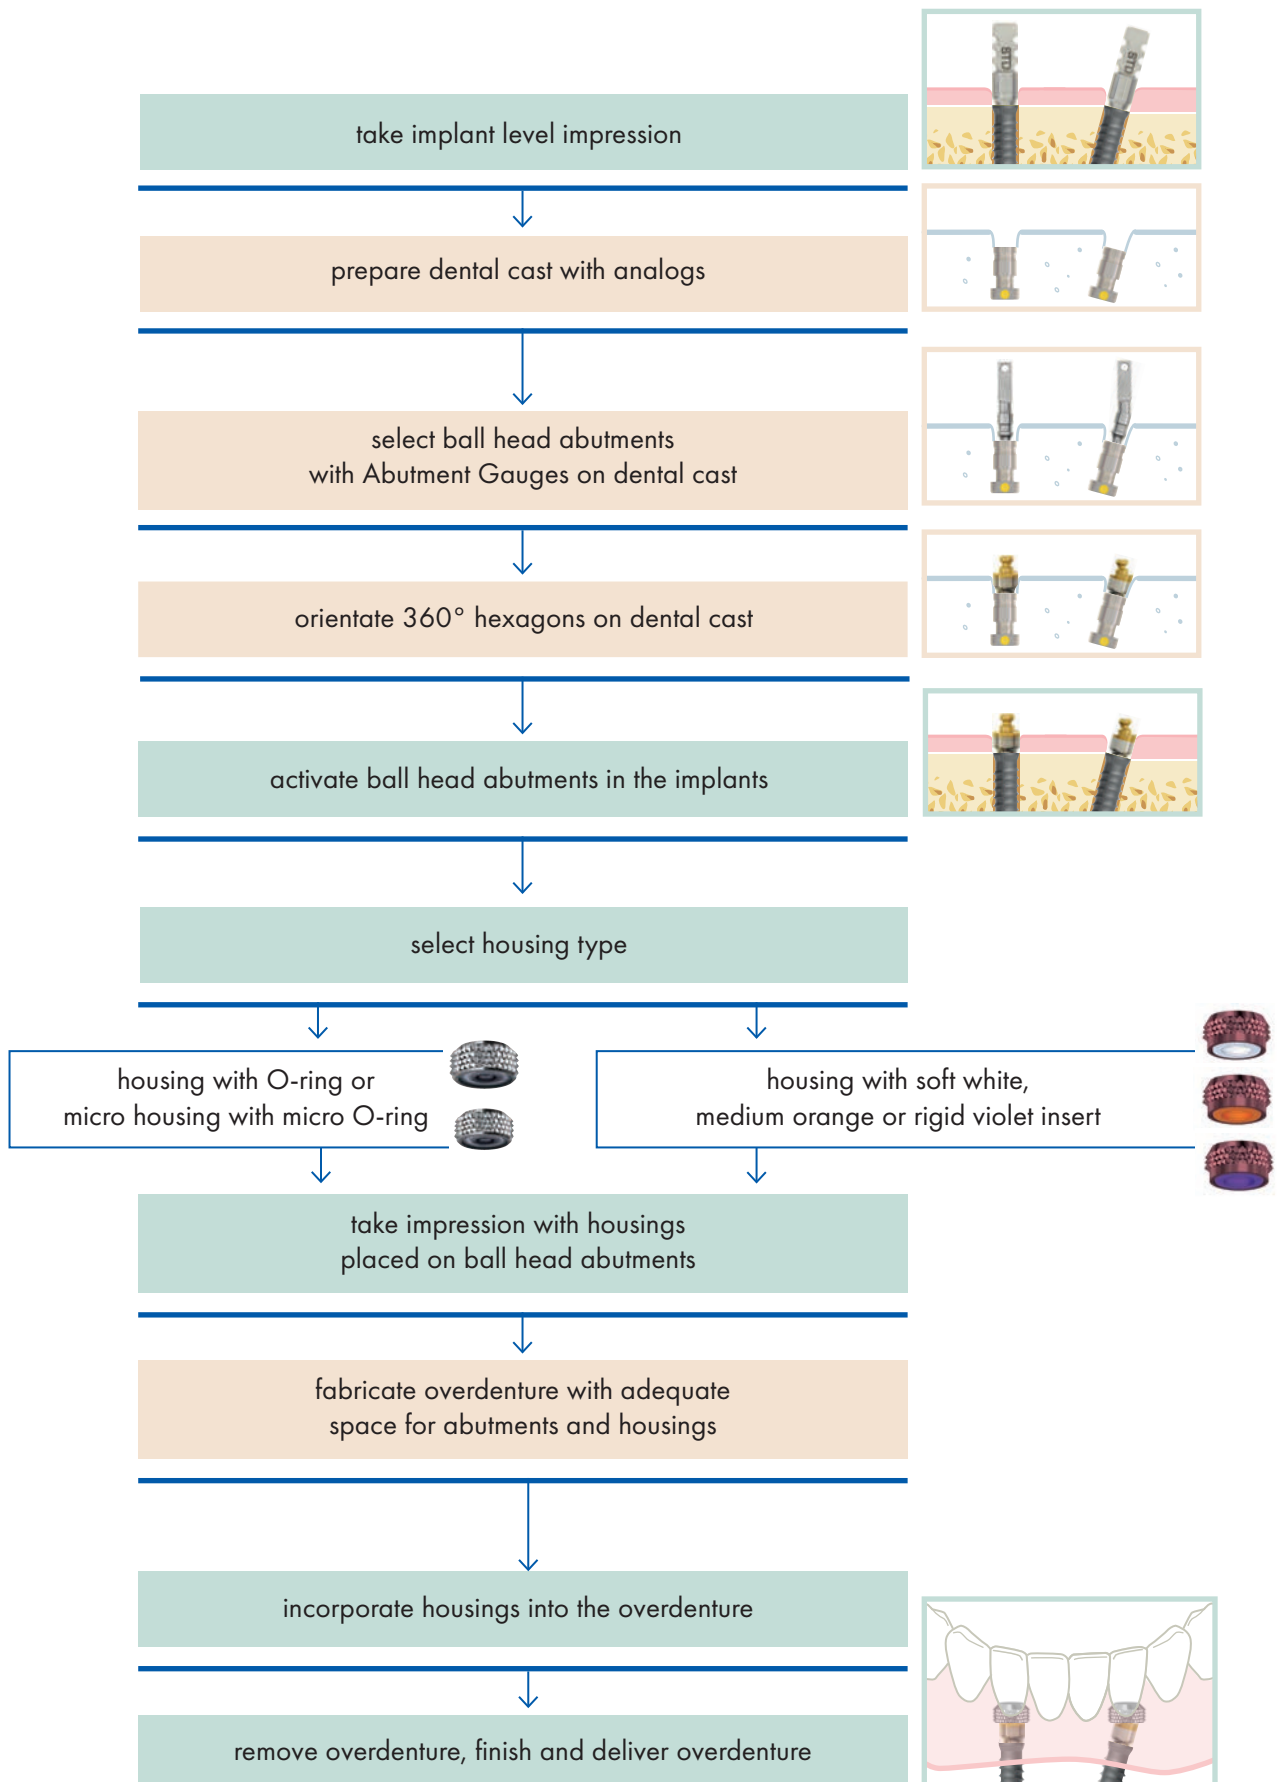 STD
STD
take implant level impression
prepare dental cast with analogs
select ball head abutments
with Abutment Gauges on dental cast
orientate 360° hexagons on dental cast
activate ball head abutments in the implants
select housing type
housing with O-ring or
micro housing with micro O-ring
housing with soft white,
medium orange or rigid violet insert
take impression with housings
placed on ball head abutments
fabricate overdenture with adequate
space for abutments and housings
incorporate housings into the overdenture
remove overdenture, finish and deliver overdenture